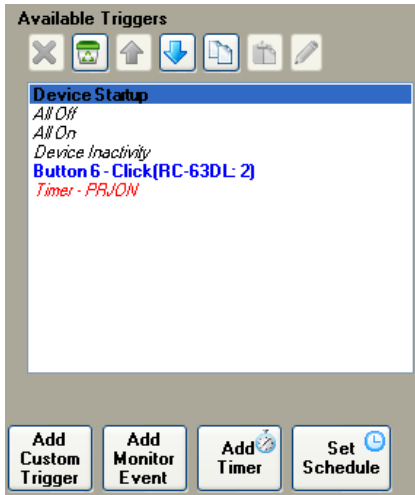 Available Triggers
Device Startup
All Off
All On
Device Inactivity
Button 6 - Click(RC-63DL: 2)
Timer - PRJON
Add Custom Trigger
Add Monitor Event
Add Timer
Set Schedule